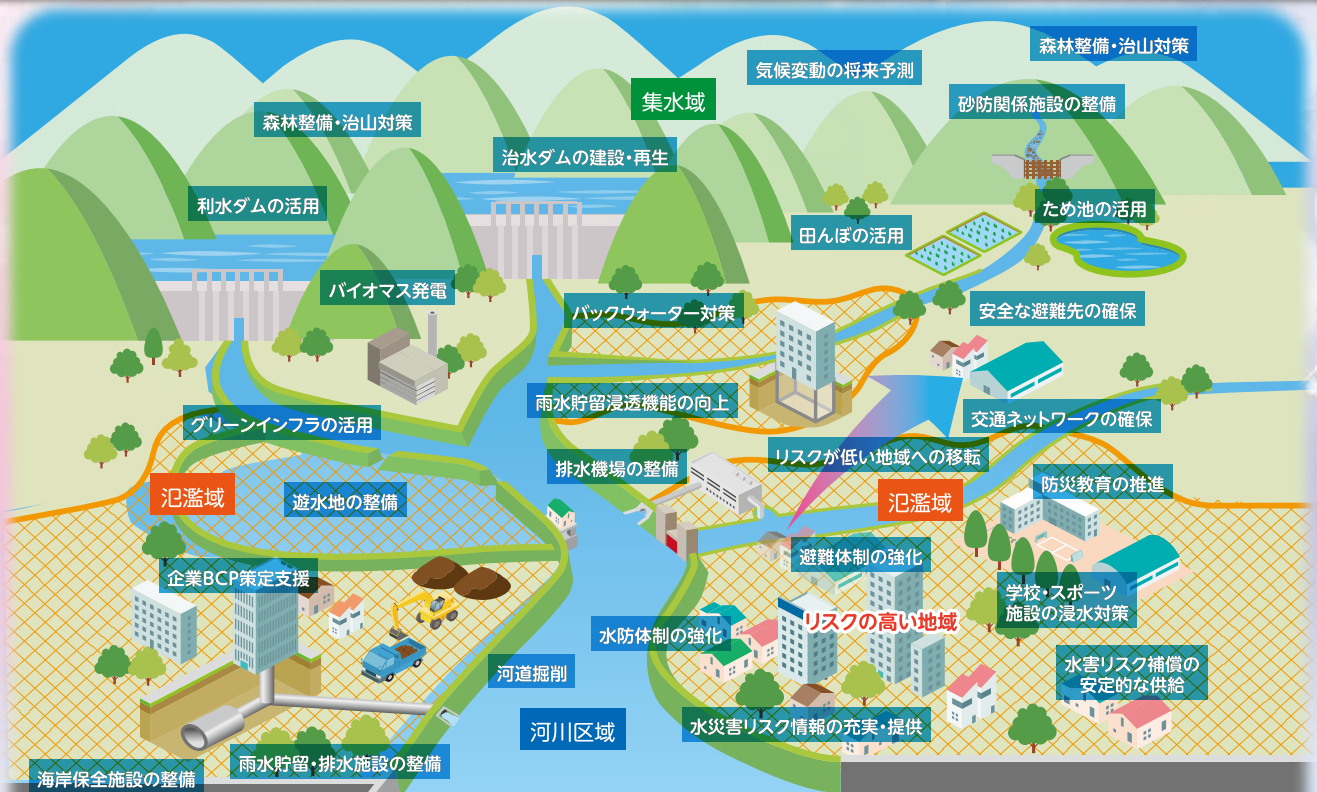 森林整備・治山対策
気候変動の将来予測
集水域
砂防関係施設の整備
森林整備・治山対策
治水ダムの建設・再生
利水ダムの活用
ため池の活用
田んぼの活用
バイオマス発電
バックウォーター対策
安全な避難先の確保
雨水貯留浸透機能の向上
交通ネットワークの確保
グリーンインフラの活用
リスクが低い地域への移転
排水機場の整備
防災教育の推進
氾濫域
遊水地の整備
氾濫域
避難体制の強化
企業BCP策定支援
学校・スポーツ
施設の浸水対策
リスクの高い地域
水防体制の強化
河道掘削
水害リスク補償の
安定的な供給
河川区域
水災害リスク情報の充実・提供
雨水貯留・排水施設の整備
海岸保全施設の整備